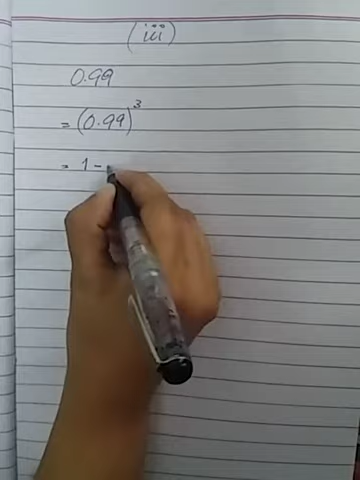 (iii)
0.99
= (0.99)³
= 1 -